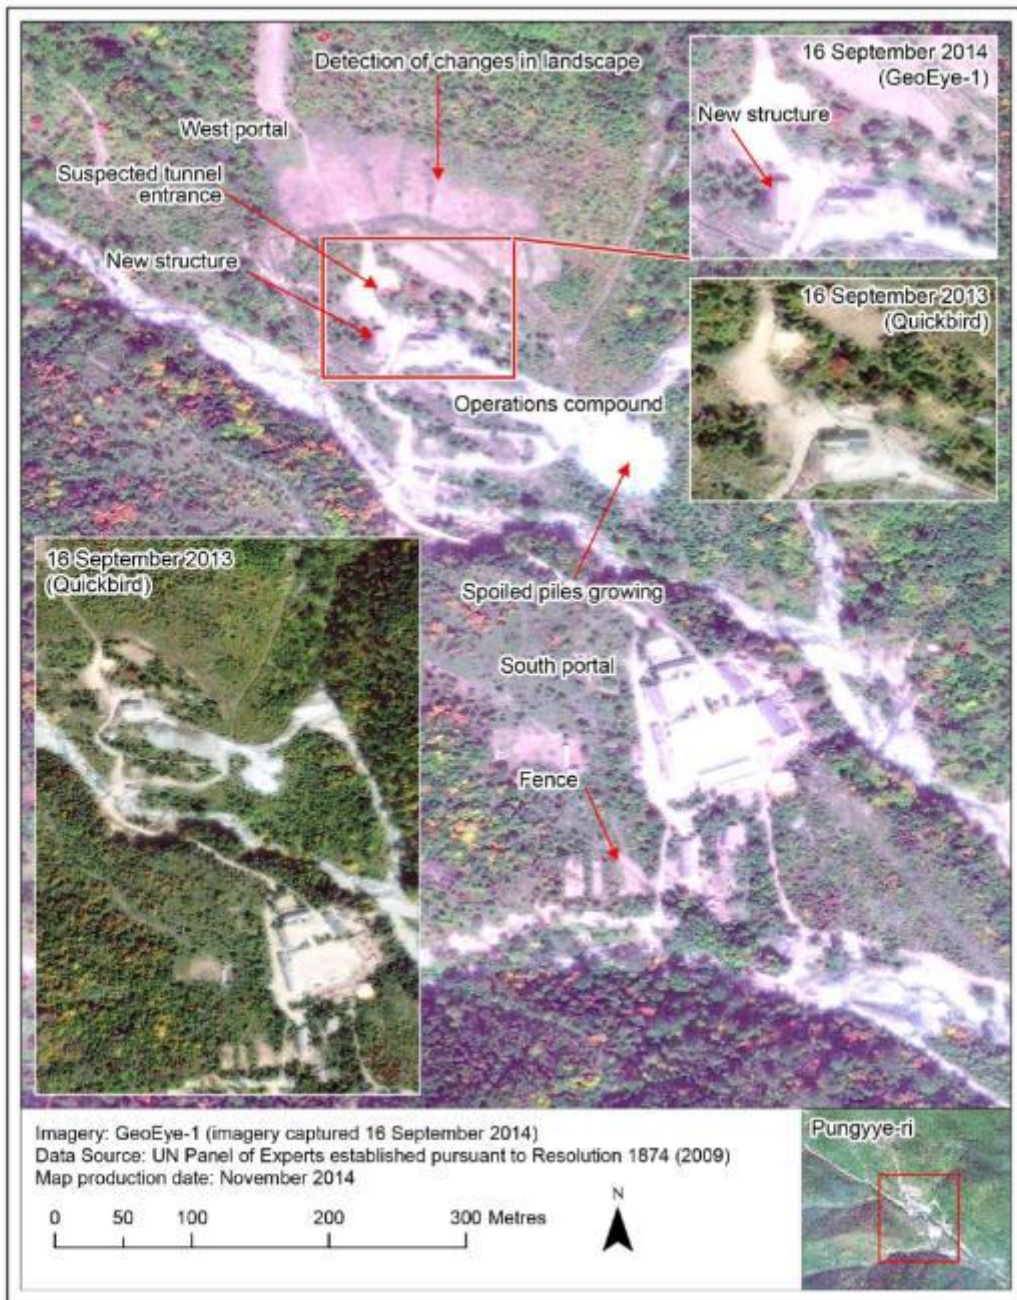 Detection of changes in landscape
16 September 2014
(GeoEye-1)
New structure
West portal
Suspected tunnel
entrance
New structure
16 September 2013
(Quickbird)
Operations compound
16 September 2013
(Quickbird)
Spoiled piles growing
South portal
Fence
Imagery: GeoEye-1 (imagery captured 16 September 2014)
Data Source: UN Panel of Experts established pursuant to Resolution 1874 (2009)
Map production date: November 2014
0 50 100 200 300 Metres
N
Pungyye-ri